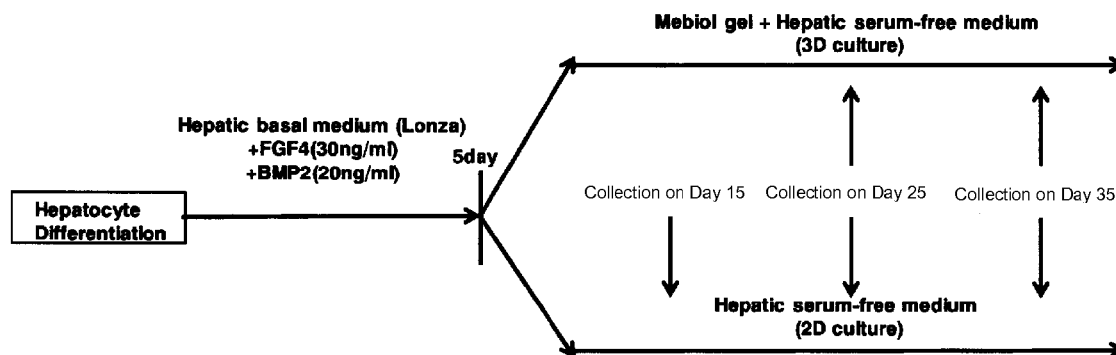 Mebiol gel + Hepatic serum-free medium
(3D culture)
Hepatic basal medium (Lonza)
+FGF4(30ng/ml)
+BMP2(20ng/ml)
5day
Hepatocyte
Differentiation
Collection on Day 15
Collection on Day 25
Collection on Day 35
Hepatic serum-free medium
(2D culture)